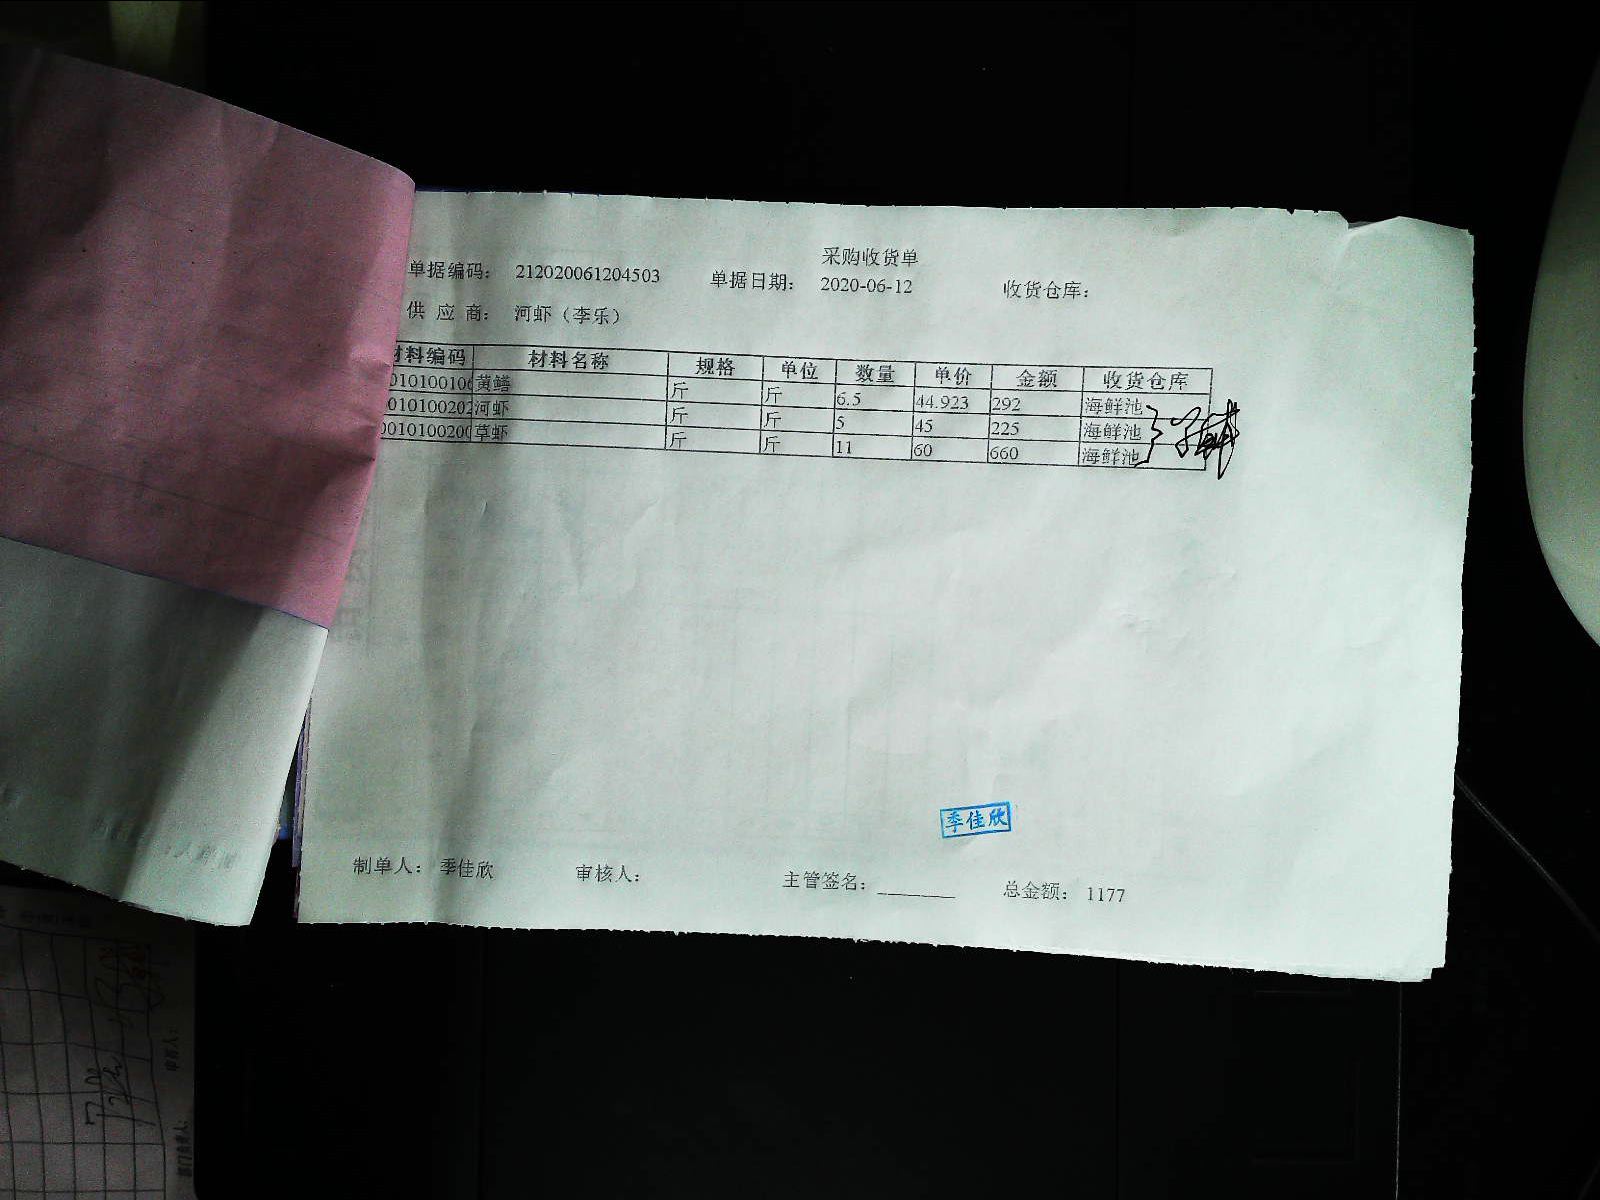 采购收货单
单据编码： 212020061204503 单据日期： 2020-06-12 收货仓库：
供 应 商： 河虾（李乐）
材料编码 材料名称 规格 单位 数量 单价 金额 收货仓库
010100106 黄鳝 斤 斤 6.5 44.923 292 海鲜池
010100202 河虾 斤 斤 5 45 225 海鲜池
0010100200 草虾 斤 斤 11 60 660 海鲜池
季佳欣
制单人： 季佳欣 审核人： 主管签名：________ 总金额： 1177